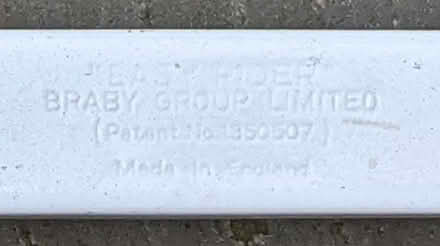 "EASY RIDER"
BRABY GROUP LIMITED
(Patent.No.1350507)
Made in England